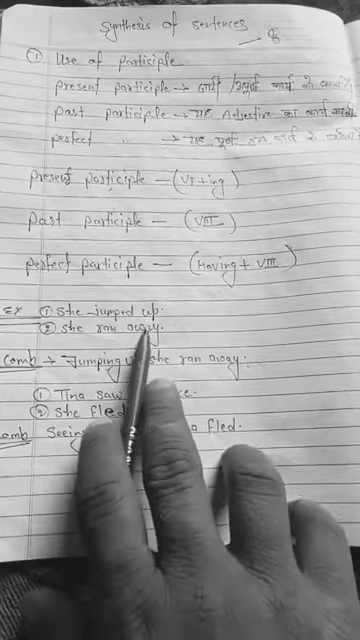 Synthesis of sentences
① Use of participle
present participle → जारी / अपूर्ण कार्य
past participle → यह Adjective का कार्य
perfect " → यह पूर्ण
present participle – (VI + ing)
past participle – (VIII)
perfect participle – (Having + VIII)
Ex ① She jumped up.
② She ran away.
Comb → Jumping she ran away.
① Tina saw
② She fled
Comb Seeing fled.